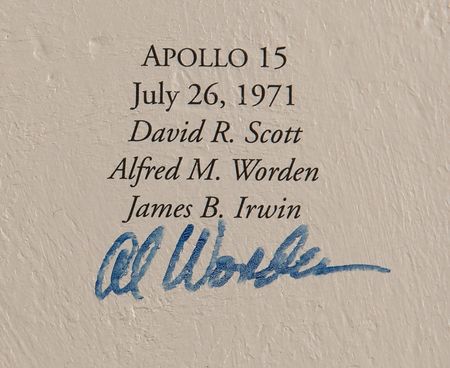 APOLLO 15
July 26, 1971
David R. Scott
Alfred M. Worden
James B. Irwin
Al Worden